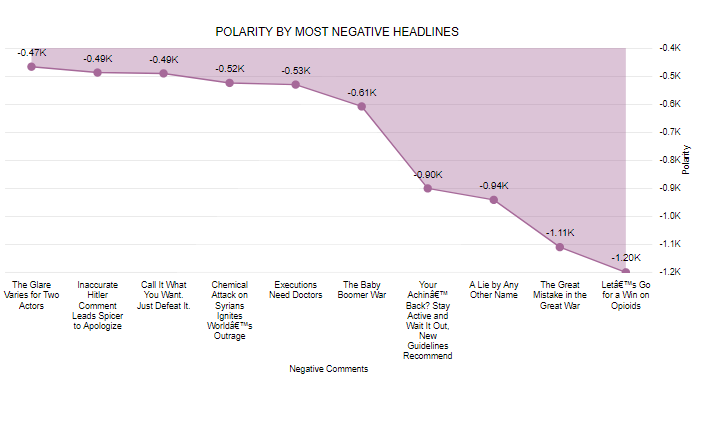 POLARITY BY MOST NEGATIVE HEADLINES
-0.47K
-0.49K
-0.49K
-0.52K
-0.53K
-0.61K
-0.90K
-0.94K
-1.11K
-1.20K
-0.4K
-0.5K
-0.6K
-0.7K
-0.8K
-0.9K
-1.0K
-1.1K
-1.2K
Polarity
The Glare
Varies for Two
Actors
Inaccurate
Hitler
Comment
Leads Spicer
to Apologize
Call It What
You Want.
Just Defeat It.
Chemical
Attack on
Syrians
Ignites
Worldâ€™s
Outrage
Executions
Need Doctors
The Baby
Boomer War
Your
Achinâ€™
Back? Stay
Active and
Wait It Out,
New
Guidelines
Recommend
A Lie by Any
Other Name
The Great
Mistake in the
Great War
Letâ€™s Go
for a Win on
Opioids
Negative Comments